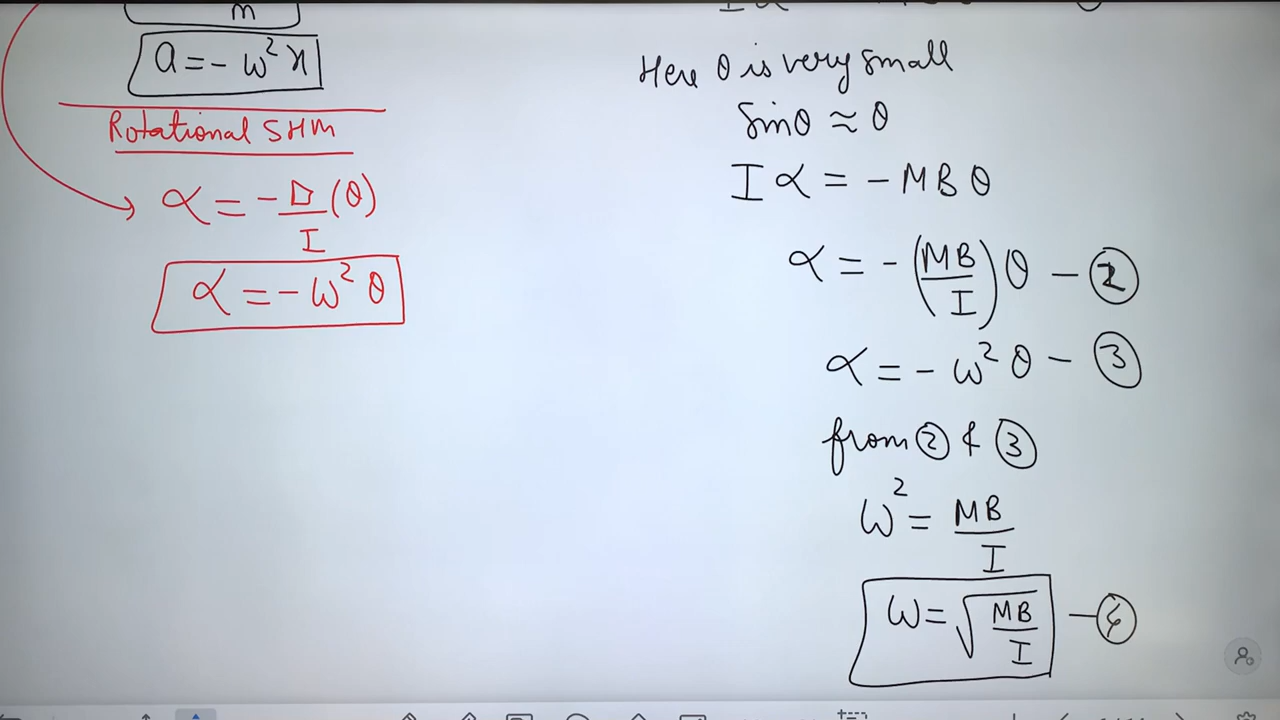 m
a = - ω² x
Rotational SHM
α = - D/I (θ)
α = - ω² θ
Here θ is very small
Sinθ ≈ θ
I α = - MBθ
α = - (MB/I) θ - ②
α = - ω² θ - ③
from ② & ③
ω² = MB/I
ω = √(MB/I) - ④